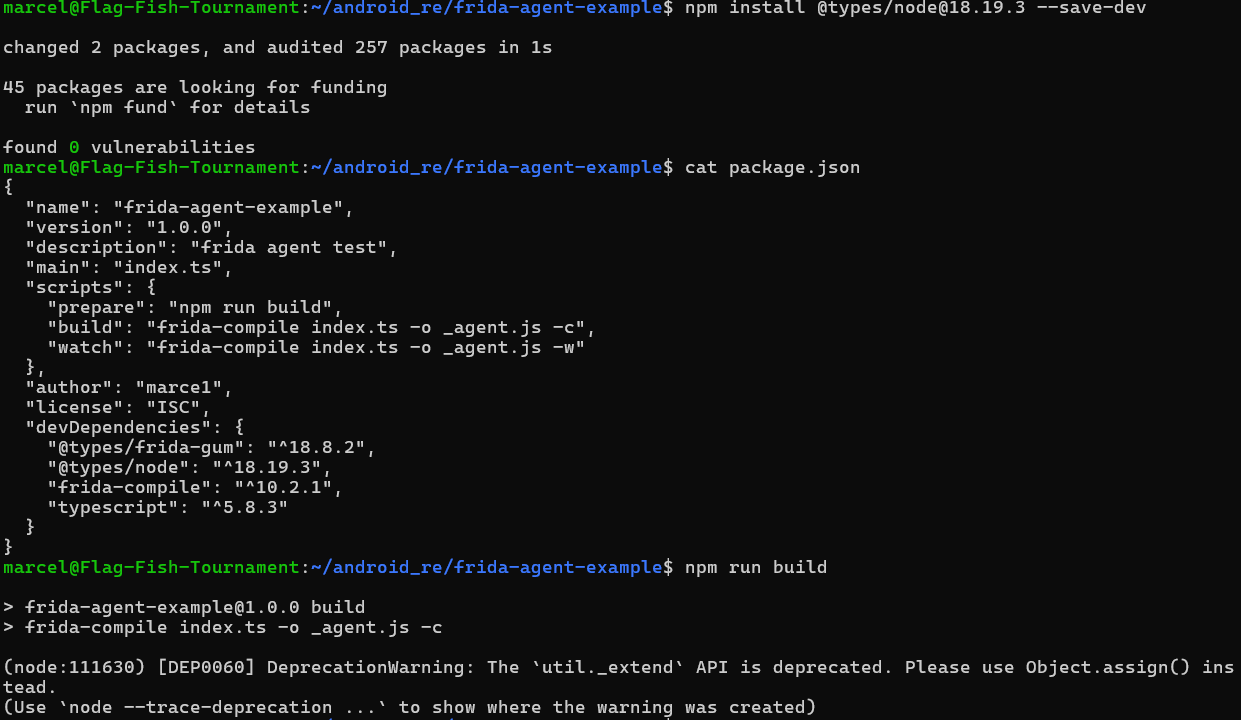 marcel@Flag-Fish-Tournament:~/android_re/frida-agent-example$ npm install @types/node@18.19.3 --save-dev
changed 2 packages, and audited 257 packages in 1s
45 packages are looking for funding
  run `npm fund` for details
found 0 vulnerabilities
marcel@Flag-Fish-Tournament:~/android_re/frida-agent-example$ cat package.json
{
  "name": "frida-agent-example",
  "version": "1.0.0",
  "description": "frida agent test",
  "main": "index.ts",
  "scripts": {
    "prepare": "npm run build",
    "build": "frida-compile index.ts -o _agent.js -c",
    "watch": "frida-compile index.ts -o _agent.js -w"
  },
  "author": "marce1",
  "license": "ISC",
  "devDependencies": {
    "@types/frida-gum": "^18.8.2",
    "@types/node": "^18.19.3",
    "frida-compile": "^10.2.1",
    "typescript": "^5.8.3"
  }
}
marcel@Flag-Fish-Tournament:~/android_re/frida-agent-example$ npm run build
> frida-agent-example@1.0.0 build
> frida-compile index.ts -o _agent.js -c
(node:111630) [DEP0060] DeprecationWarning: The `util._extend` API is deprecated. Please use Object.assign() ins
tead.
(Use `node --trace-deprecation ...` to show where the warning was created)